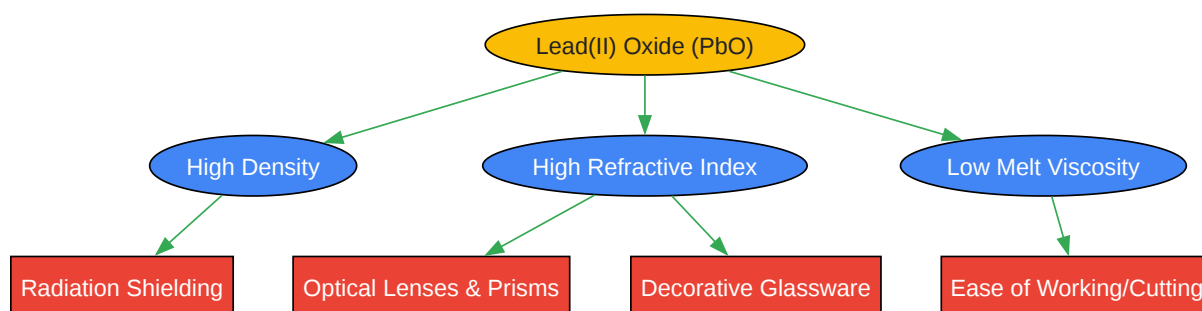 Lead(II) Oxide (PbO)
High Density
High Refractive Index
Low Melt Viscosity
Radiation Shielding
Optical Lenses & Prisms
Decorative Glassware
Ease of Working/Cutting